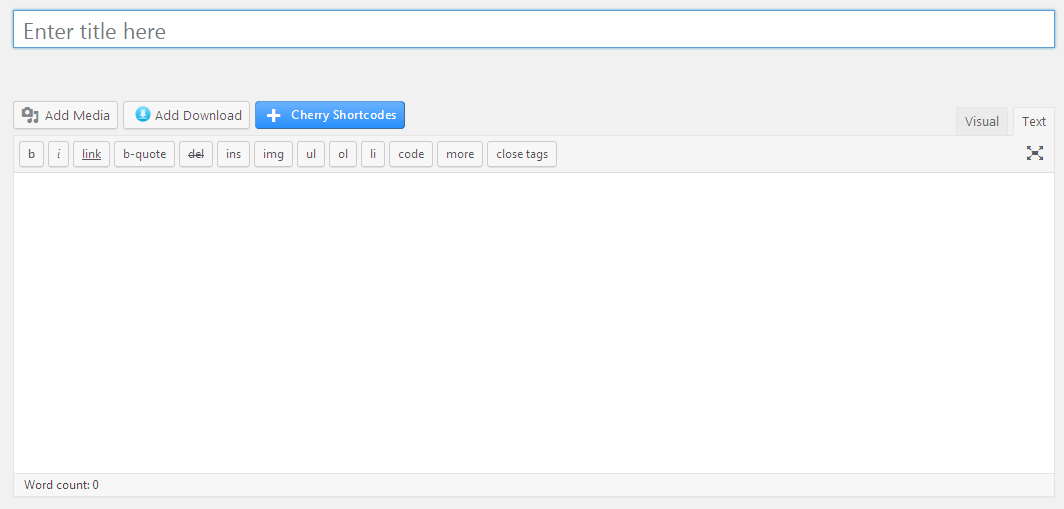 Enter title here
Add Media Add Download Cherry Shortcodes Visual Text
b i link b-quote del ins img ul ol li code more close tags
Word count: 0